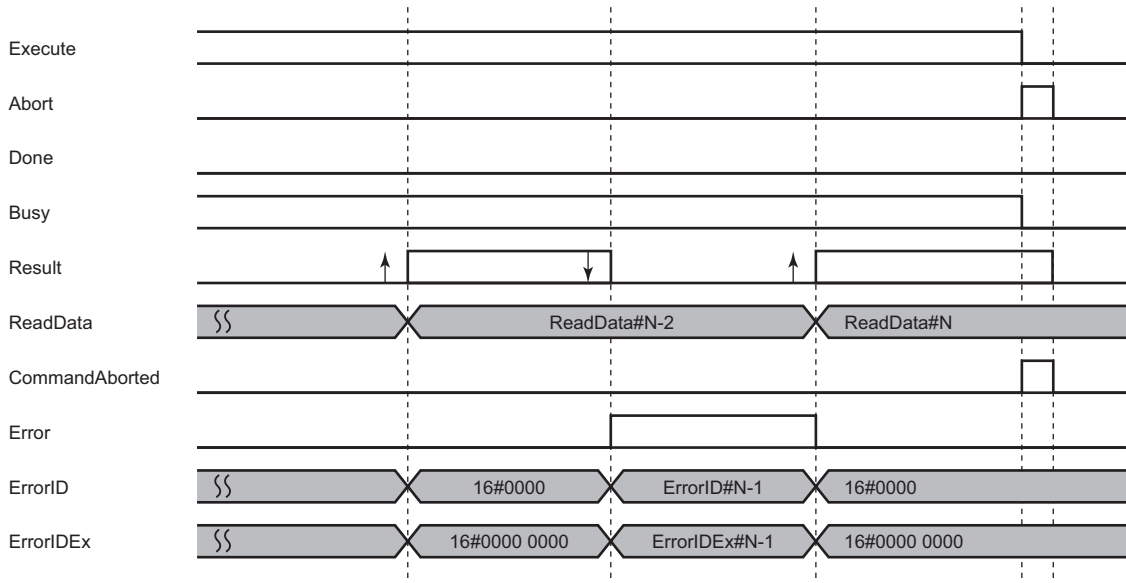 Execute
Abort
Done
Busy
Result
ReadData ReadData#N-2 ReadData#N
CommandAborted
Error
ErrorID 16#0000 ErrorID#N-1 16#0000
ErrorIDEx 16#0000 0000 ErrorIDEx#N-1 16#0000 0000